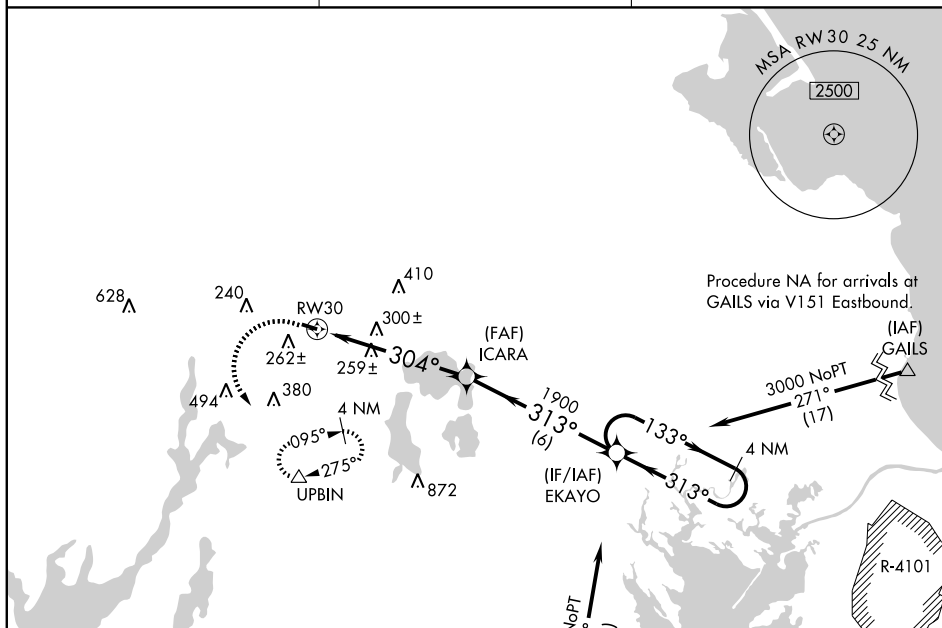 MSA RW30 25 NM
2500
Procedure NA for arrivals at
GAILS via V151 Eastbound.
(IAF)
GAILS
3000 NoPT
271°
(17)
410
628
240
RW30
300±
(FAF)
ICARA
262±
259±
304°
494
380
1900
313°
(6)
133°
4 NM
4 NM
095°
275°
UPBIN
872
(IF/IAF)
EKAYO
313°
R-4101
NoPT